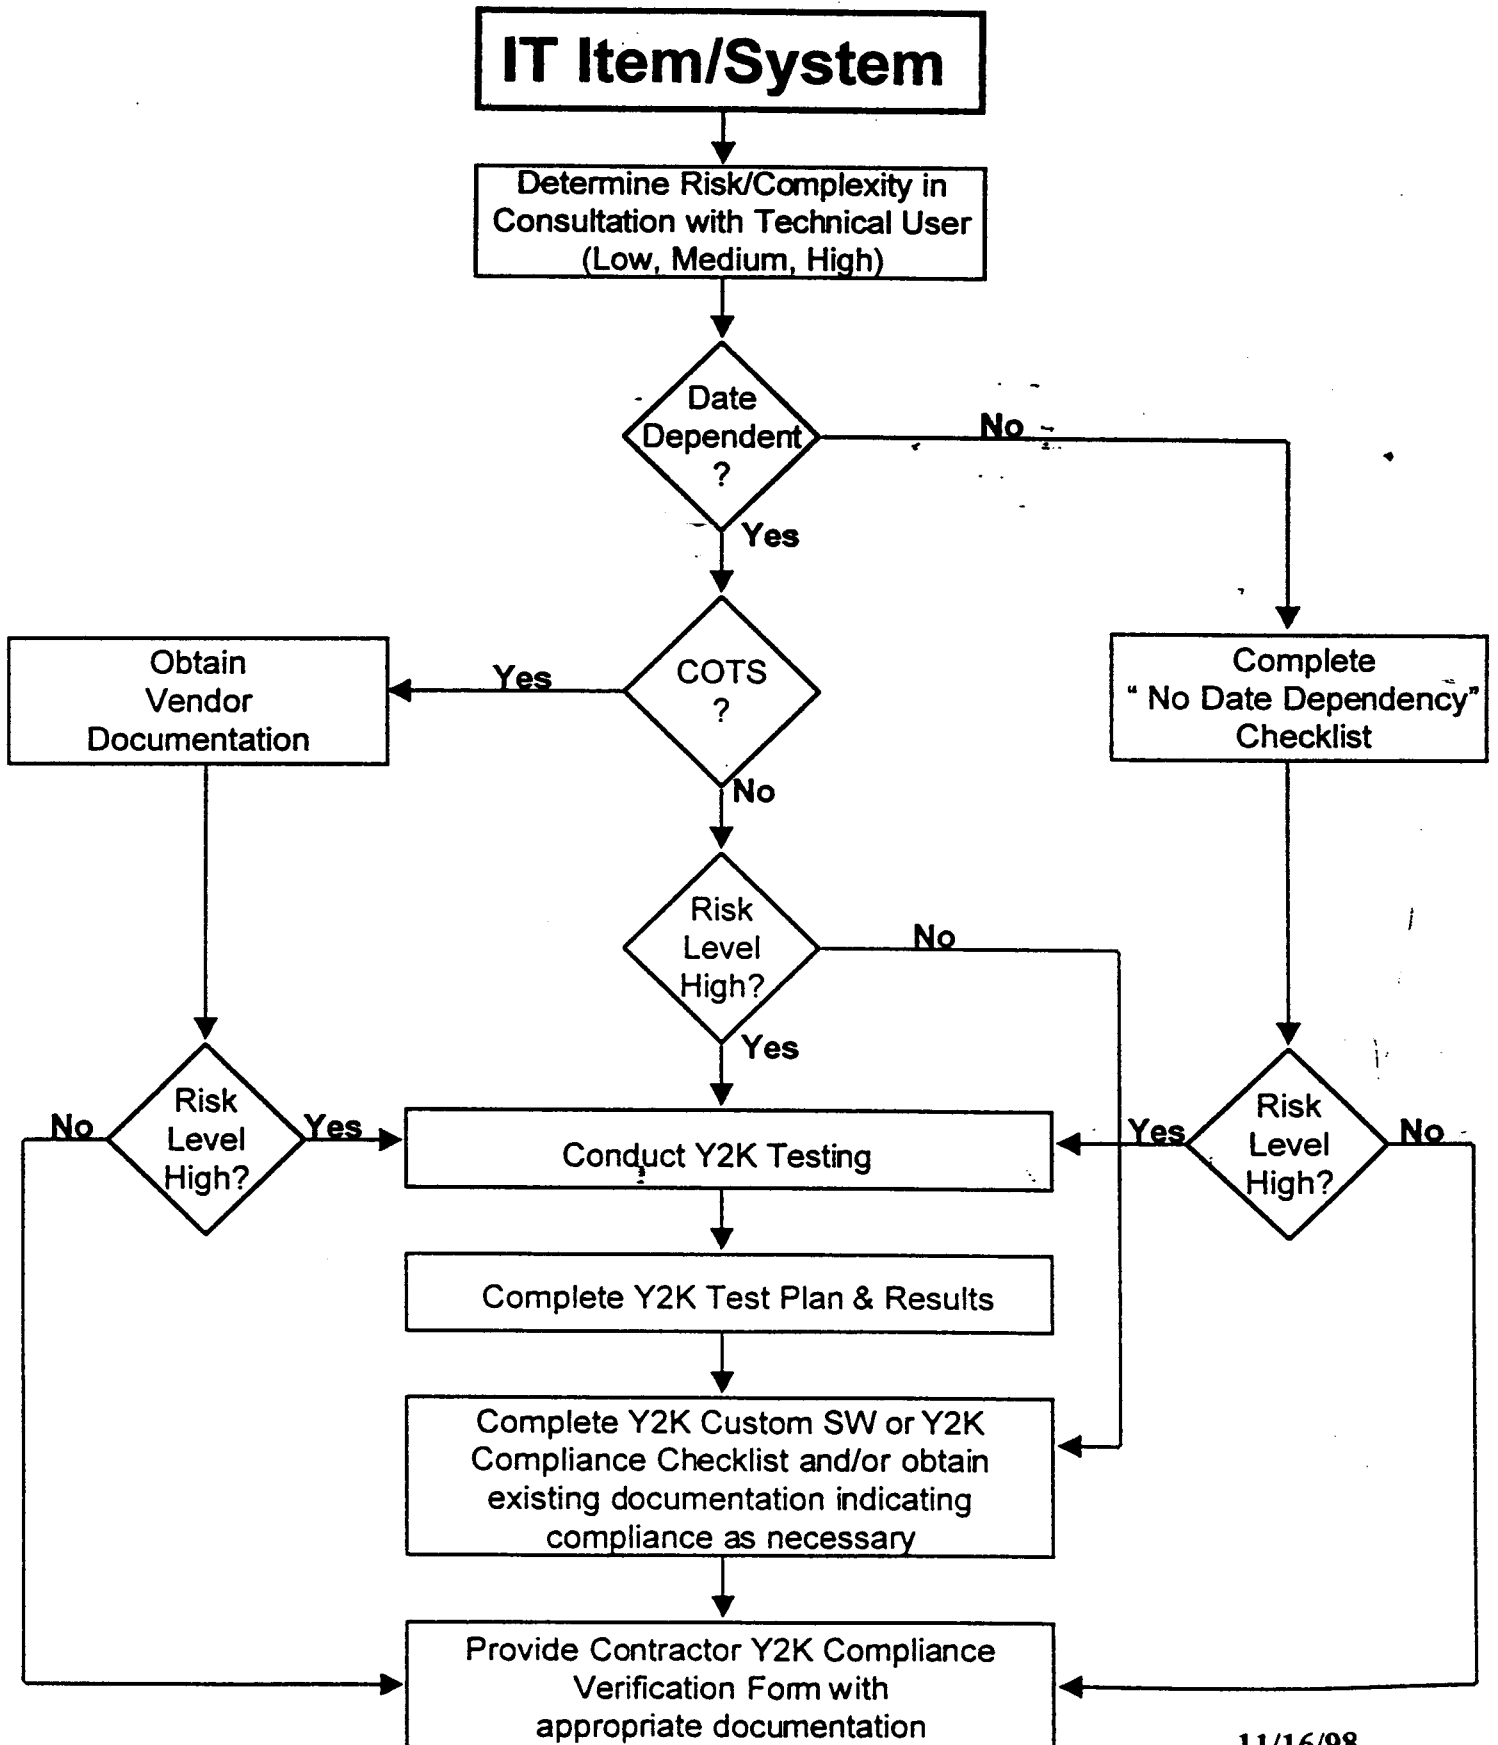 IT Item/System
Determine Risk/Complexity in
Consultation with Technical User
(Low, Medium, High)
Date
Dependent
?
No
Yes
COTS
?
Yes
Obtain
Vendor
Documentation
Complete
“ No Date Dependency”
Checklist
No
Risk
Level
High?
No
Yes
Risk
Level
High?
No
Yes
Conduct Y2K Testing
Risk
Level
High?
Yes
No
Complete Y2K Test Plan & Results
Complete Y2K Custom SW or Y2K
Compliance Checklist and/or obtain
existing documentation indicating
compliance as necessary
Provide Contractor Y2K Compliance
Verification Form with
appropriate documentation
11/16/98